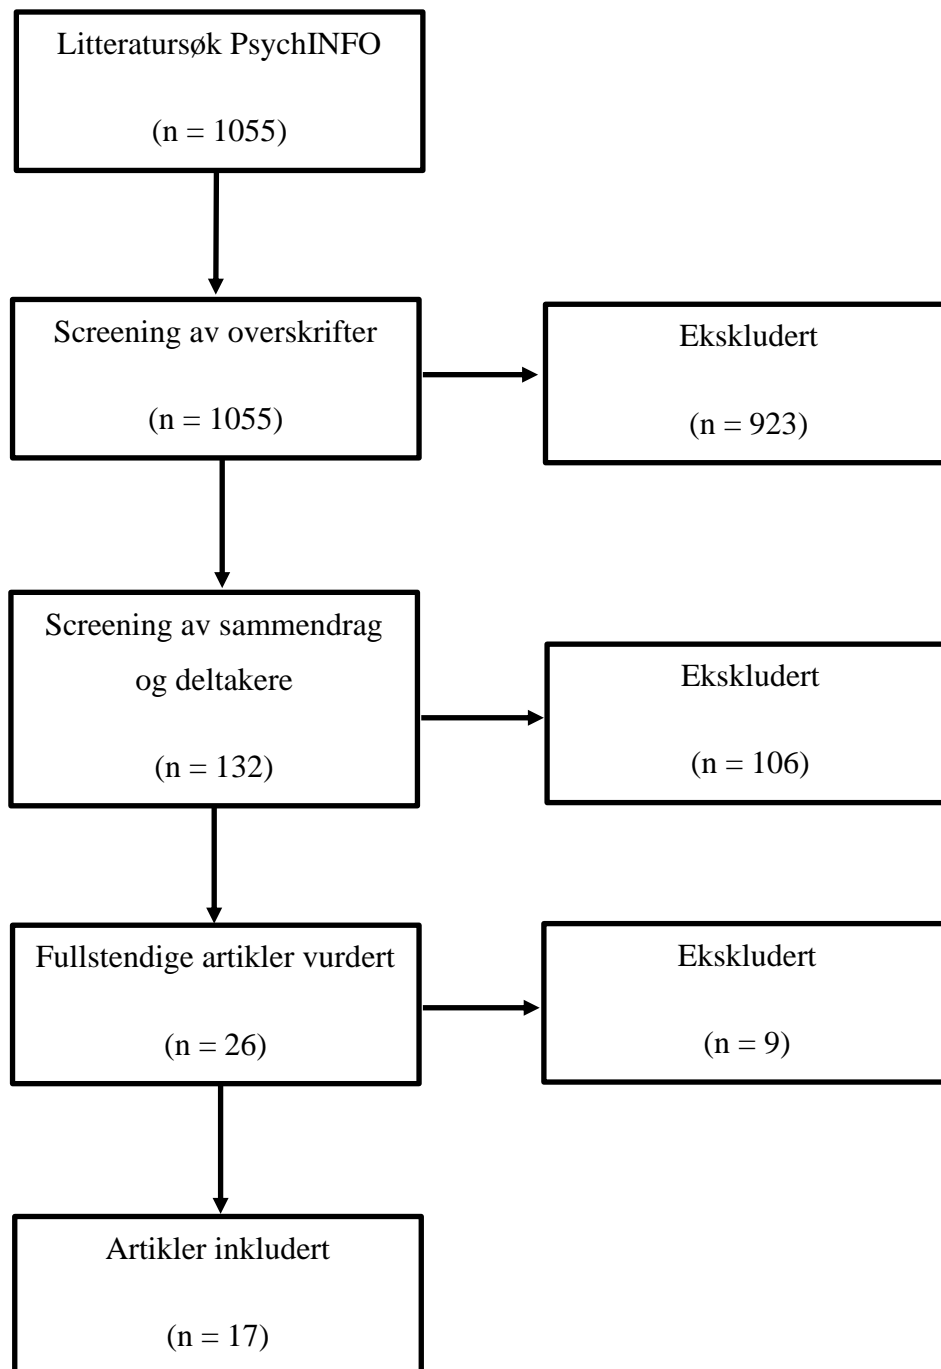 Litteratursøk PsychINFO
(n = 1055)
Screening av overskrifter
(n = 1055)
Ekskludert
(n = 923)
Screening av sammendrag
og deltakere
(n = 132)
Ekskludert
(n = 106)
Fullstendige artikler vurdert
(n = 26)
Ekskludert
(n = 9)
Artikler inkludert
(n = 17)